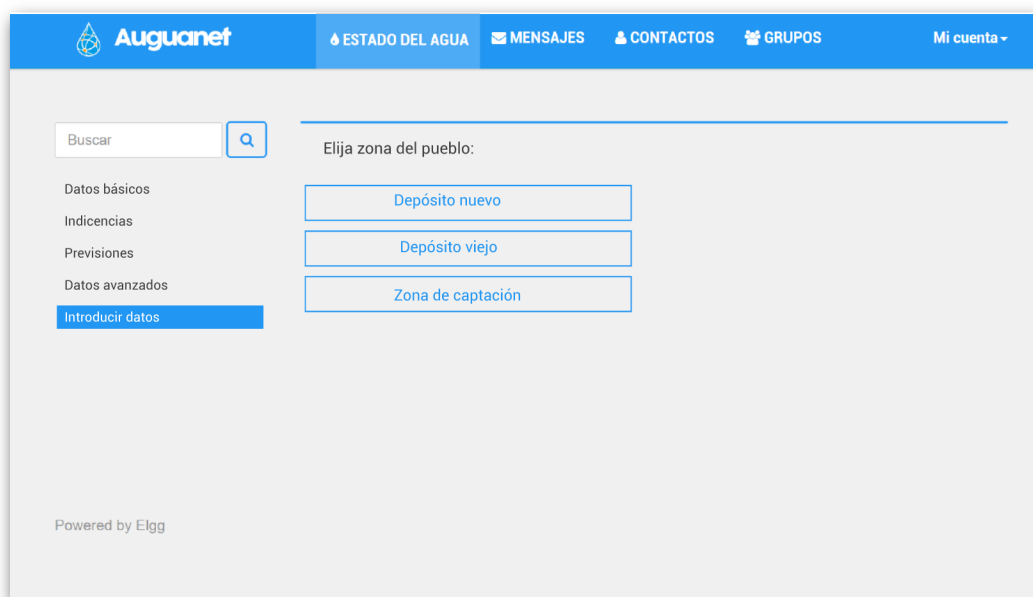 Auguanet
ESTADO DEL AGUA
MENSAJES
CONTACTOS
GRUPOS
Mi cuenta
Buscar
Elija zona del pueblo:
Datos básicos
Indicencias
Previsiones
Datos avanzados
Introducir datos
Depósito nuevo
Depósito viejo
Zona de captación
Powered by Elgg